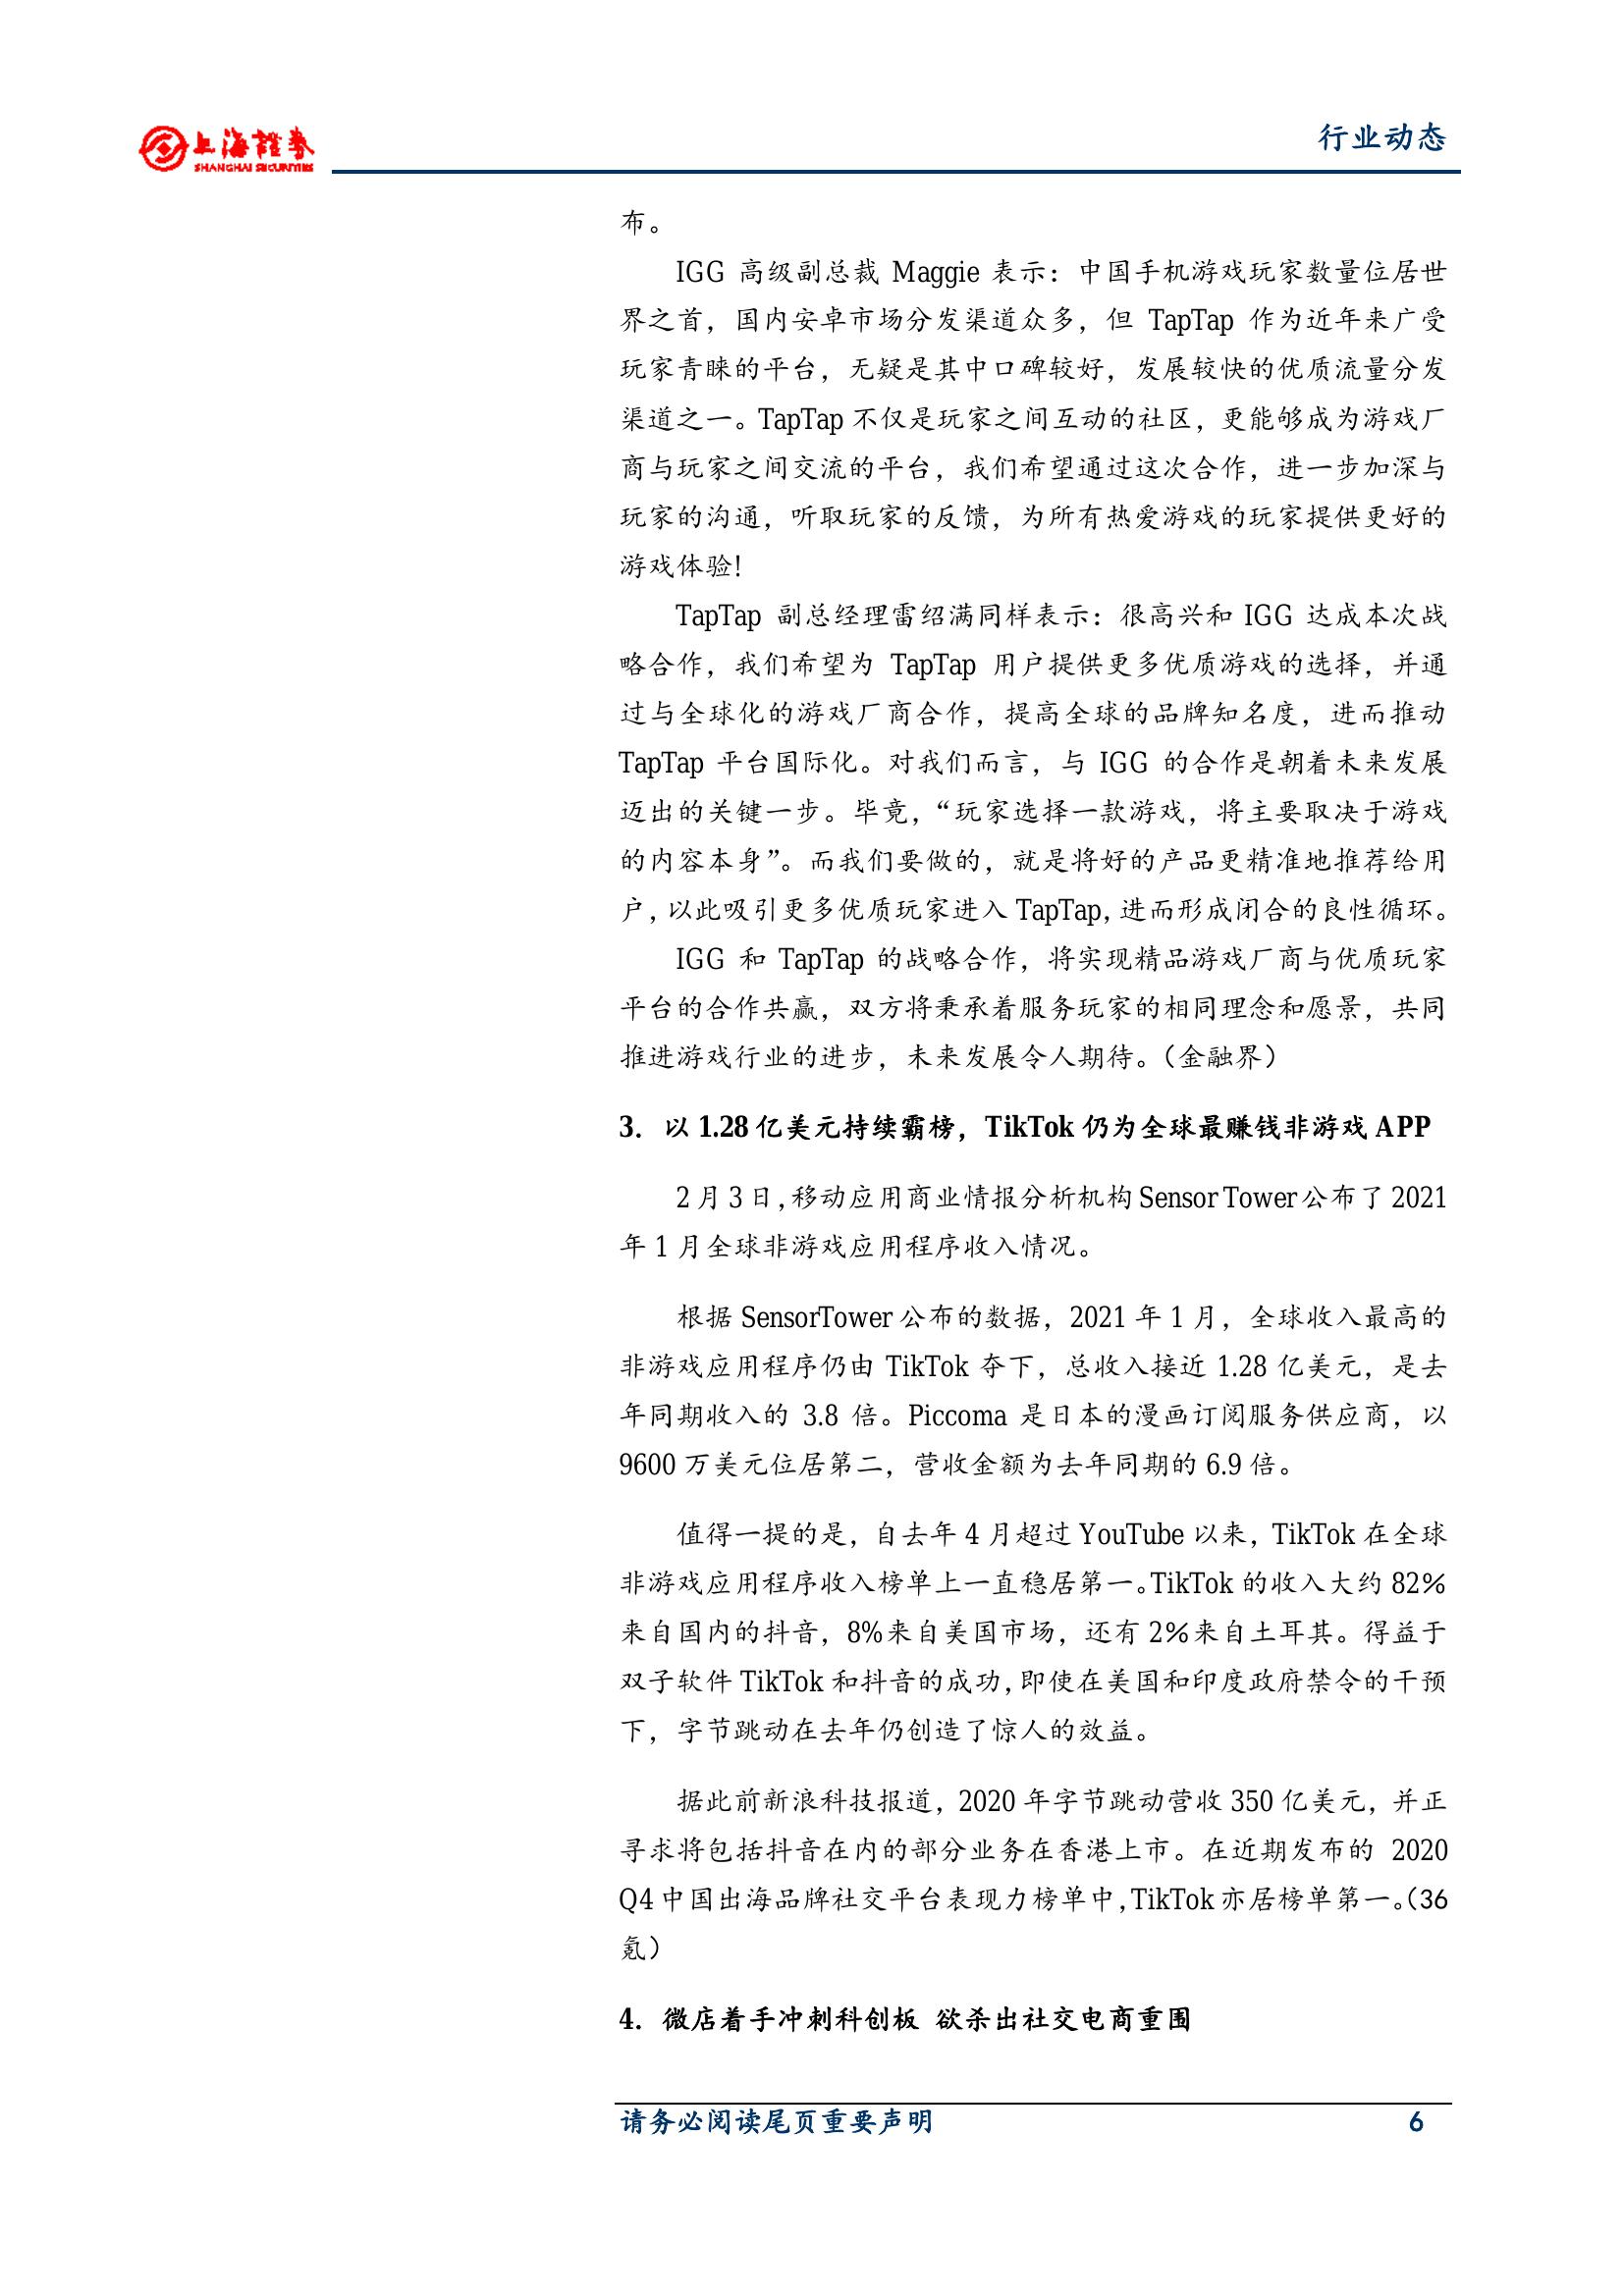 上海證券
SHANGHAI SECURITIES
行业动态
布。
IGG 高级副总裁 Maggie 表示：中国手机游戏玩家数量位居世
界之首，国内安卓市场分发渠道众多，但 TapTap 作为近年来广受
玩家青睐的平台，无疑是其中口碑较好，发展较快的优质流量分发
渠道之一。TapTap 不仅是玩家之间互动的社区，更能够成为游戏厂
商与玩家之间交流的平台，我们希望通过这次合作，进一步加深与
玩家的沟通，听取玩家的反馈，为所有热爱游戏的玩家提供更好的
游戏体验!
TapTap 副总经理雷绍满同样表示：很高兴和 IGG 达成本次战
略合作，我们希望为 TapTap 用户提供更多优质游戏的选择，并通
过与全球化的游戏厂商合作，提高全球的品牌知名度，进而推动
TapTap 平台国际化。对我们而言，与 IGG 的合作是朝着未来发展
迈出的关键一步。毕竟，“玩家选择一款游戏，将主要取决于游戏
的内容本身”。而我们要做的，就是将好的产品更精准地推荐给用
户，以此吸引更多优质玩家进入 TapTap，进而形成闭合的良性循环。
IGG 和 TapTap 的战略合作，将实现精品游戏厂商与优质玩家
平台的合作共赢，双方将秉承着服务玩家的相同理念和愿景，共同
推进游戏行业的进步，未来发展令人期待。（金融界）
3. 以 1.28 亿美元持续霸榜，TikTok 仍为全球最赚钱非游戏 APP
2 月 3 日，移动应用商业情报分析机构 Sensor Tower 公布了 2021
年 1 月全球非游戏应用程序收入情况。
根据 SensorTower 公布的数据，2021 年 1 月，全球收入最高的
非游戏应用程序仍由 TikTok 夺下，总收入接近 1.28 亿美元，是去
年同期收入的 3.8 倍。Piccoma 是日本的漫画订阅服务供应商，以
9600 万美元位居第二，营收金额为去年同期的 6.9 倍。
值得一提的是，自去年 4 月超过 YouTube 以来，TikTok 在全球
非游戏应用程序收入榜单上一直稳居第一。TikTok 的收入大约 82%
来自国内的抖音，8%来自美国市场，还有 2%来自土耳其。得益于
双子软件 TikTok 和抖音的成功，即使在美国和印度政府禁令的干预
下，字节跳动在去年仍创造了惊人的效益。
据此前新浪科技报道，2020 年字节跳动营收 350 亿美元，并正
寻求将包括抖音在内的部分业务在香港上市。在近期发布的 2020
Q4 中国出海品牌社交平台表现力榜单中，TikTok 亦居榜单第一。（36
氪）
4. 微店着手冲刺科创板 欲杀出社交电商重围
请务必阅读尾页重要声明 6